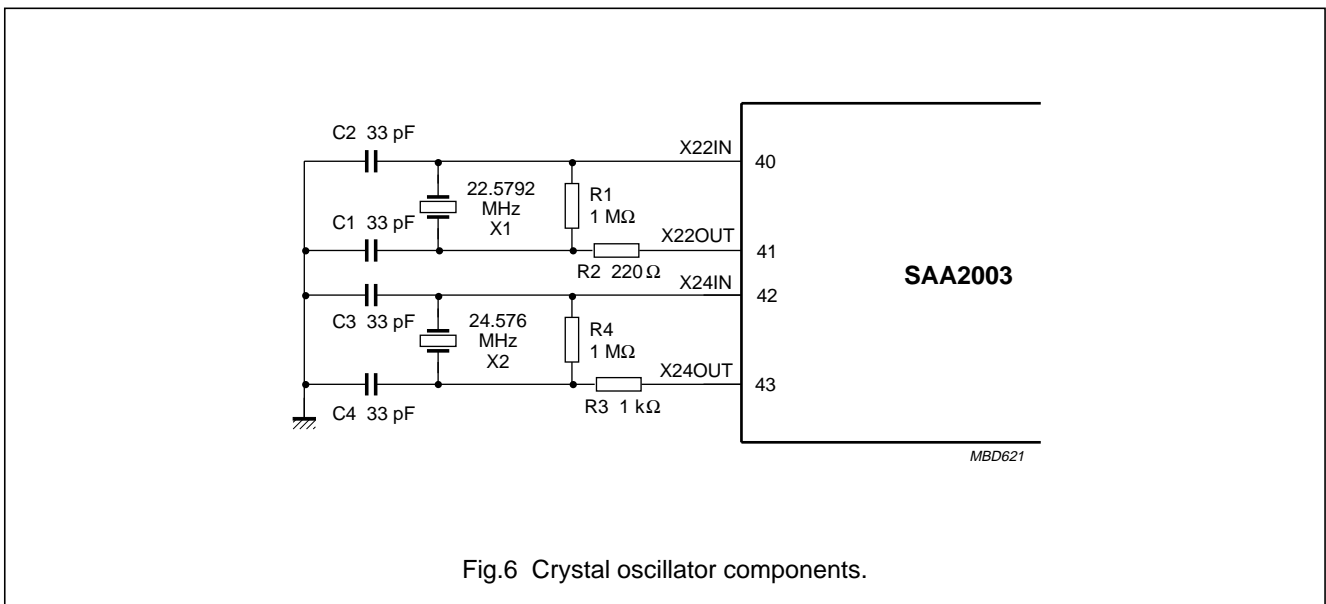 C2 33 pF
X22IN
40
22.5792
MHz
X1
R1
1 MΩ
C1 33 pF
X22OUT
41
R2 220 Ω
SAA2003
X24IN
42
C3 33 pF
24.576
MHz
X2
R4
1 MΩ
X24OUT
43
R3 1 kΩ
C4 33 pF
MBD621
Fig.6 Crystal oscillator components.